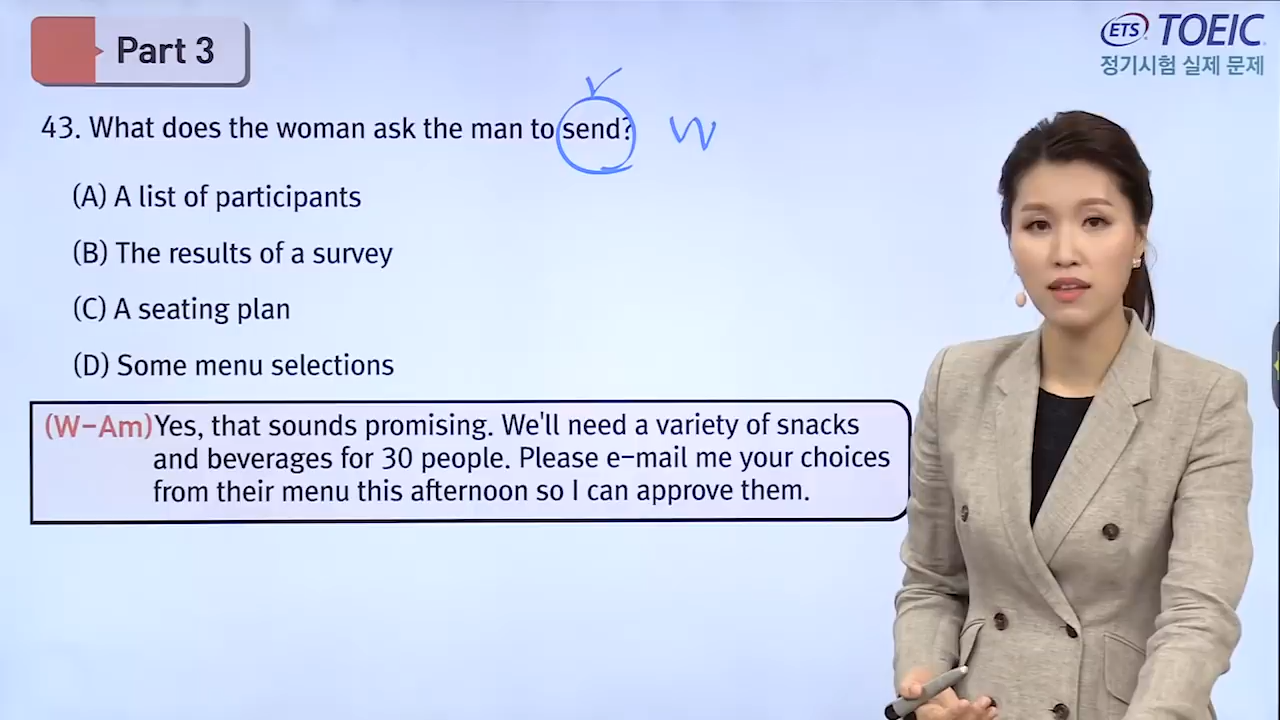 Part 3
ETS TOEIC
정기시험 실제 문제
43. What does the woman ask the man to send? W
(A) A list of participants
(B) The results of a survey
(C) A seating plan
(D) Some menu selections
(W-Am)Yes, that sounds promising. We'll need a variety of snacks
and beverages for 30 people. Please e-mail me your choices
from their menu this afternoon so I can approve them.